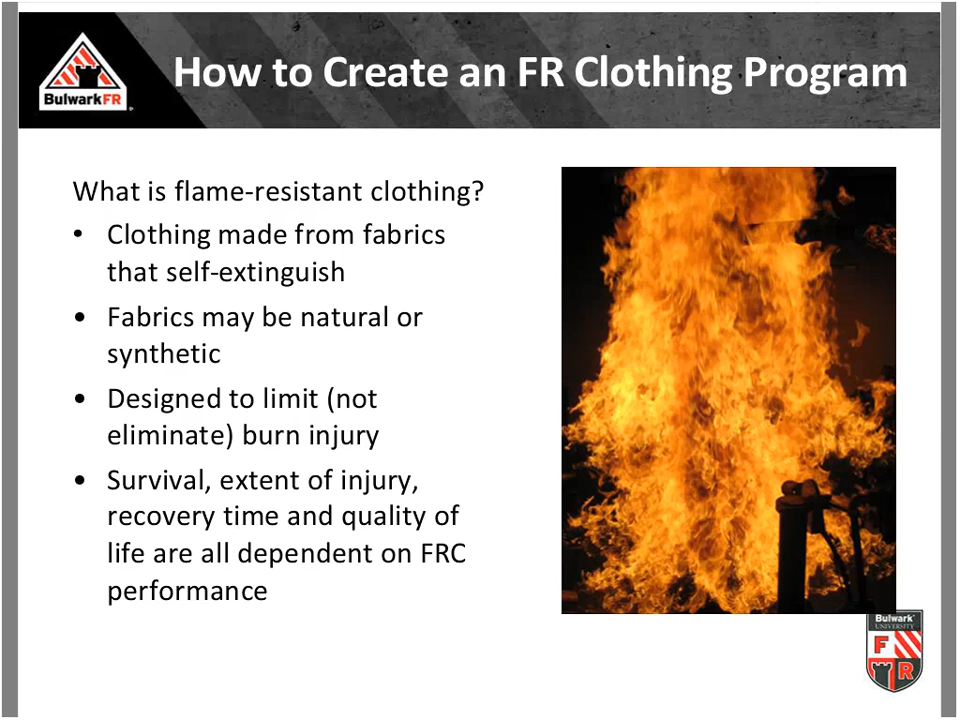 How to Create an FR Clothing Program
BulwarkFR
What is flame-resistant clothing?
• Clothing made from fabrics
that self-extinguish
• Fabrics may be natural or
synthetic
• Designed to limit (not
eliminate) burn injury
• Survival, extent of injury,
recovery time and quality of
life are all dependent on FRC
performance
Bulwark
UNIVERSITY
F
R